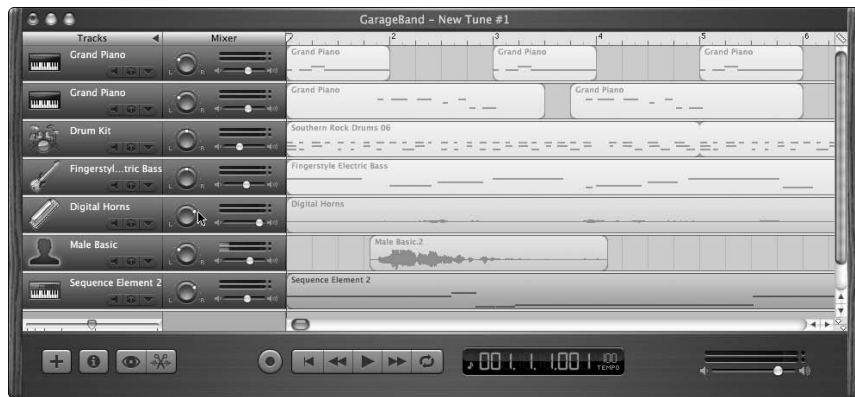 GarageBand – New Tune #1
Tracks Mixer
2 3 4 5 6
Grand Piano
Grand Piano Grand Piano Grand Piano
L R
Grand Piano
Grand Piano Grand Piano
L R
Drum Kit
Southern Rock Drums 06
L R
Fingerstyl...tric Bass
Fingerstyle Electric Bass
L R
Digital Horns
Digital Horns
L R
Male Basic
Male Basic.2
L R
Sequence Element 2
Sequence Element 2
L R
001. 1. 1.001 100
TEMPO